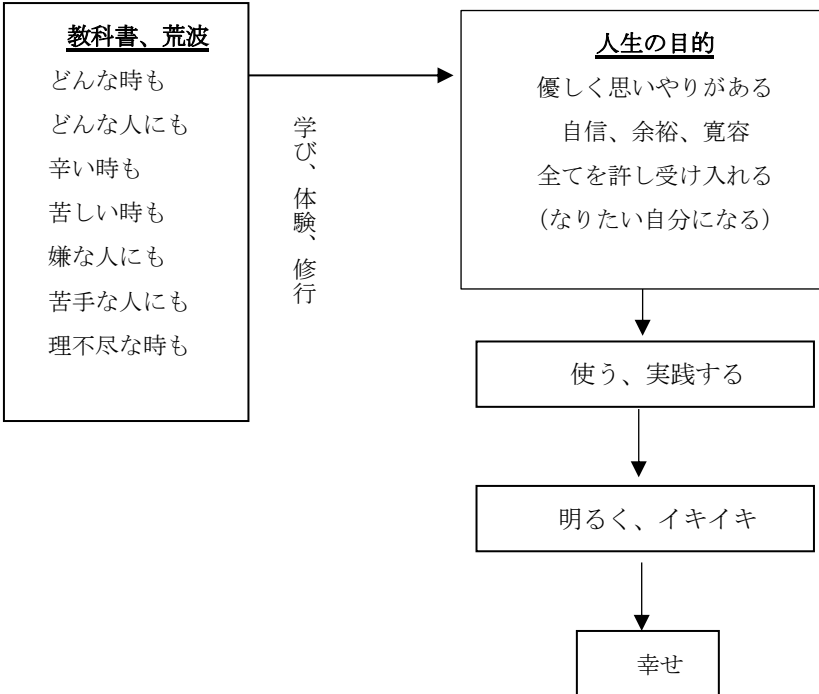 教科書、荒波
どんな時も
どんな人にも
辛い時も
苦しい時も
嫌な人にも
苦手な人にも
理不尽な時も
学び、体験、修行
人生の目的
優しく思いやりがある
自信、余裕、寛容
全てを許し受け入れる
（なりたい自分になる）
使う、実践する
明るく、イキイキ
幸せ